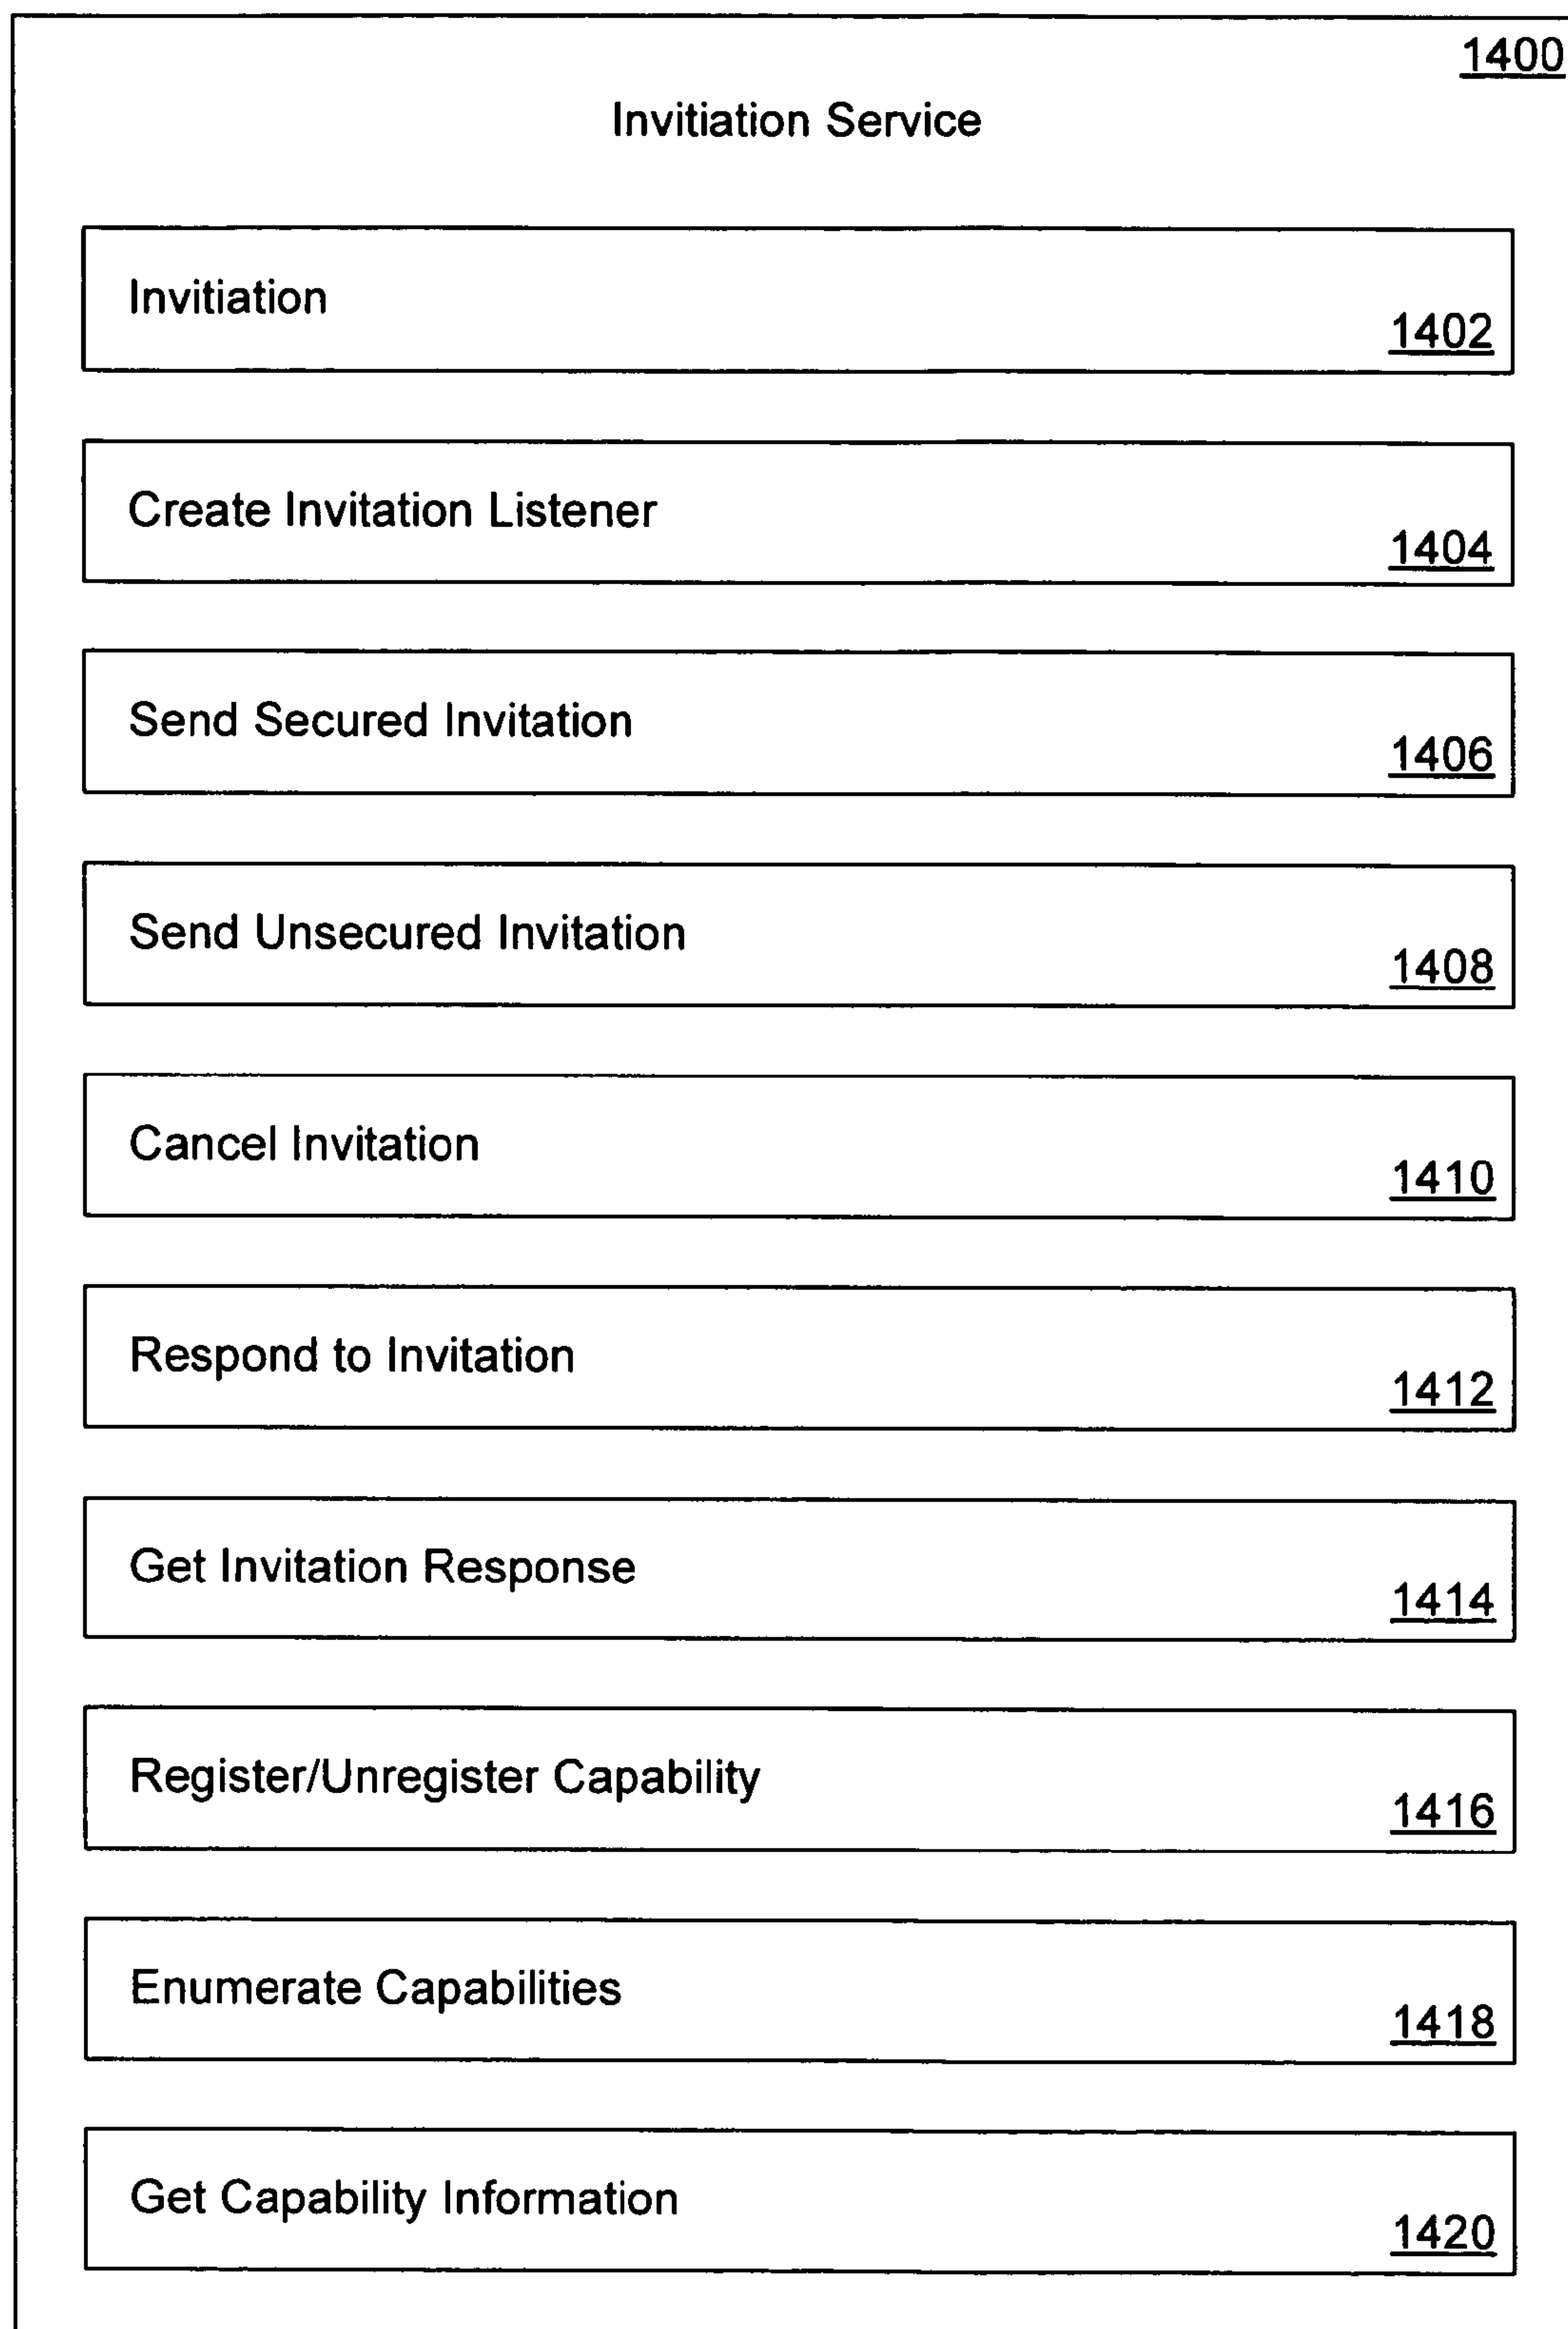 1400
Invitiation Service
Invitiation
1402
Create Invitation Listener
1404
Send Secured Invitation
1406
Send Unsecured Invitation
1408
Cancel Invitation
1410
Respond to Invitation
1412
Get Invitation Response
1414
Register/Unregister Capability
1416
Enumerate Capabilities
1418
Get Capability Information
1420